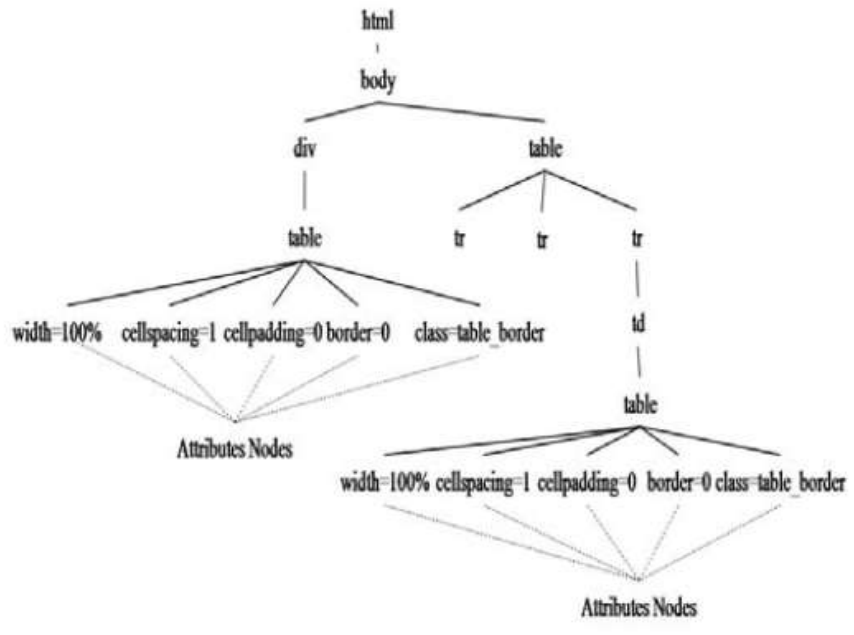 html
body
div table
table tr tr tr
width=100% cellspacing=1 cellpadding=0 border=0 class=table_border td
table
Attributes Nodes
width=100% cellspacing=1 cellpadding=0 border=0 class=table_border
Attributes Nodes